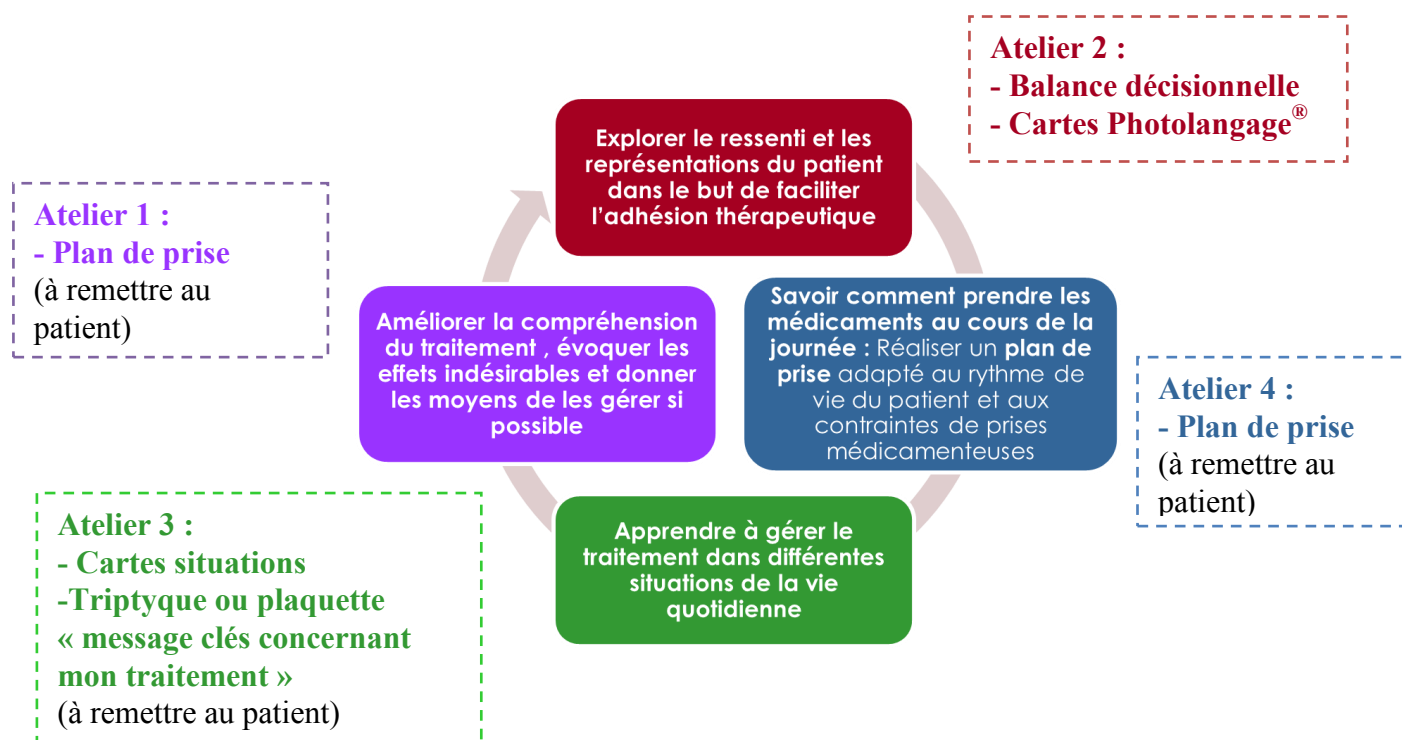 Atelier 2 :
- Balance décisionnelle
- Cartes Photolangage®
Explorer le ressenti et les
représentations du patient
dans le but de faciliter
l’adhésion thérapeutique
Atelier 1 :
- Plan de prise
(à remettre au
patient)
Améliorer la compréhension
du traitement , évoquer les
effets indésirables et donner
les moyens de les gérer si
possible
Savoir comment prendre les
médicaments au cours de la
journée : Réaliser un plan de
prise adapté au rythme de
vie du patient et aux
contraintes de prises
médicamenteuses
Atelier 4 :
- Plan de prise
(à remettre au
patient)
Atelier 3 :
- Cartes situations
-Triptyque ou plaquette
« message clés concernant
mon traitement »
(à remettre au patient)
Apprendre à gérer le
traitement dans différentes
situations de la vie
quotidienne